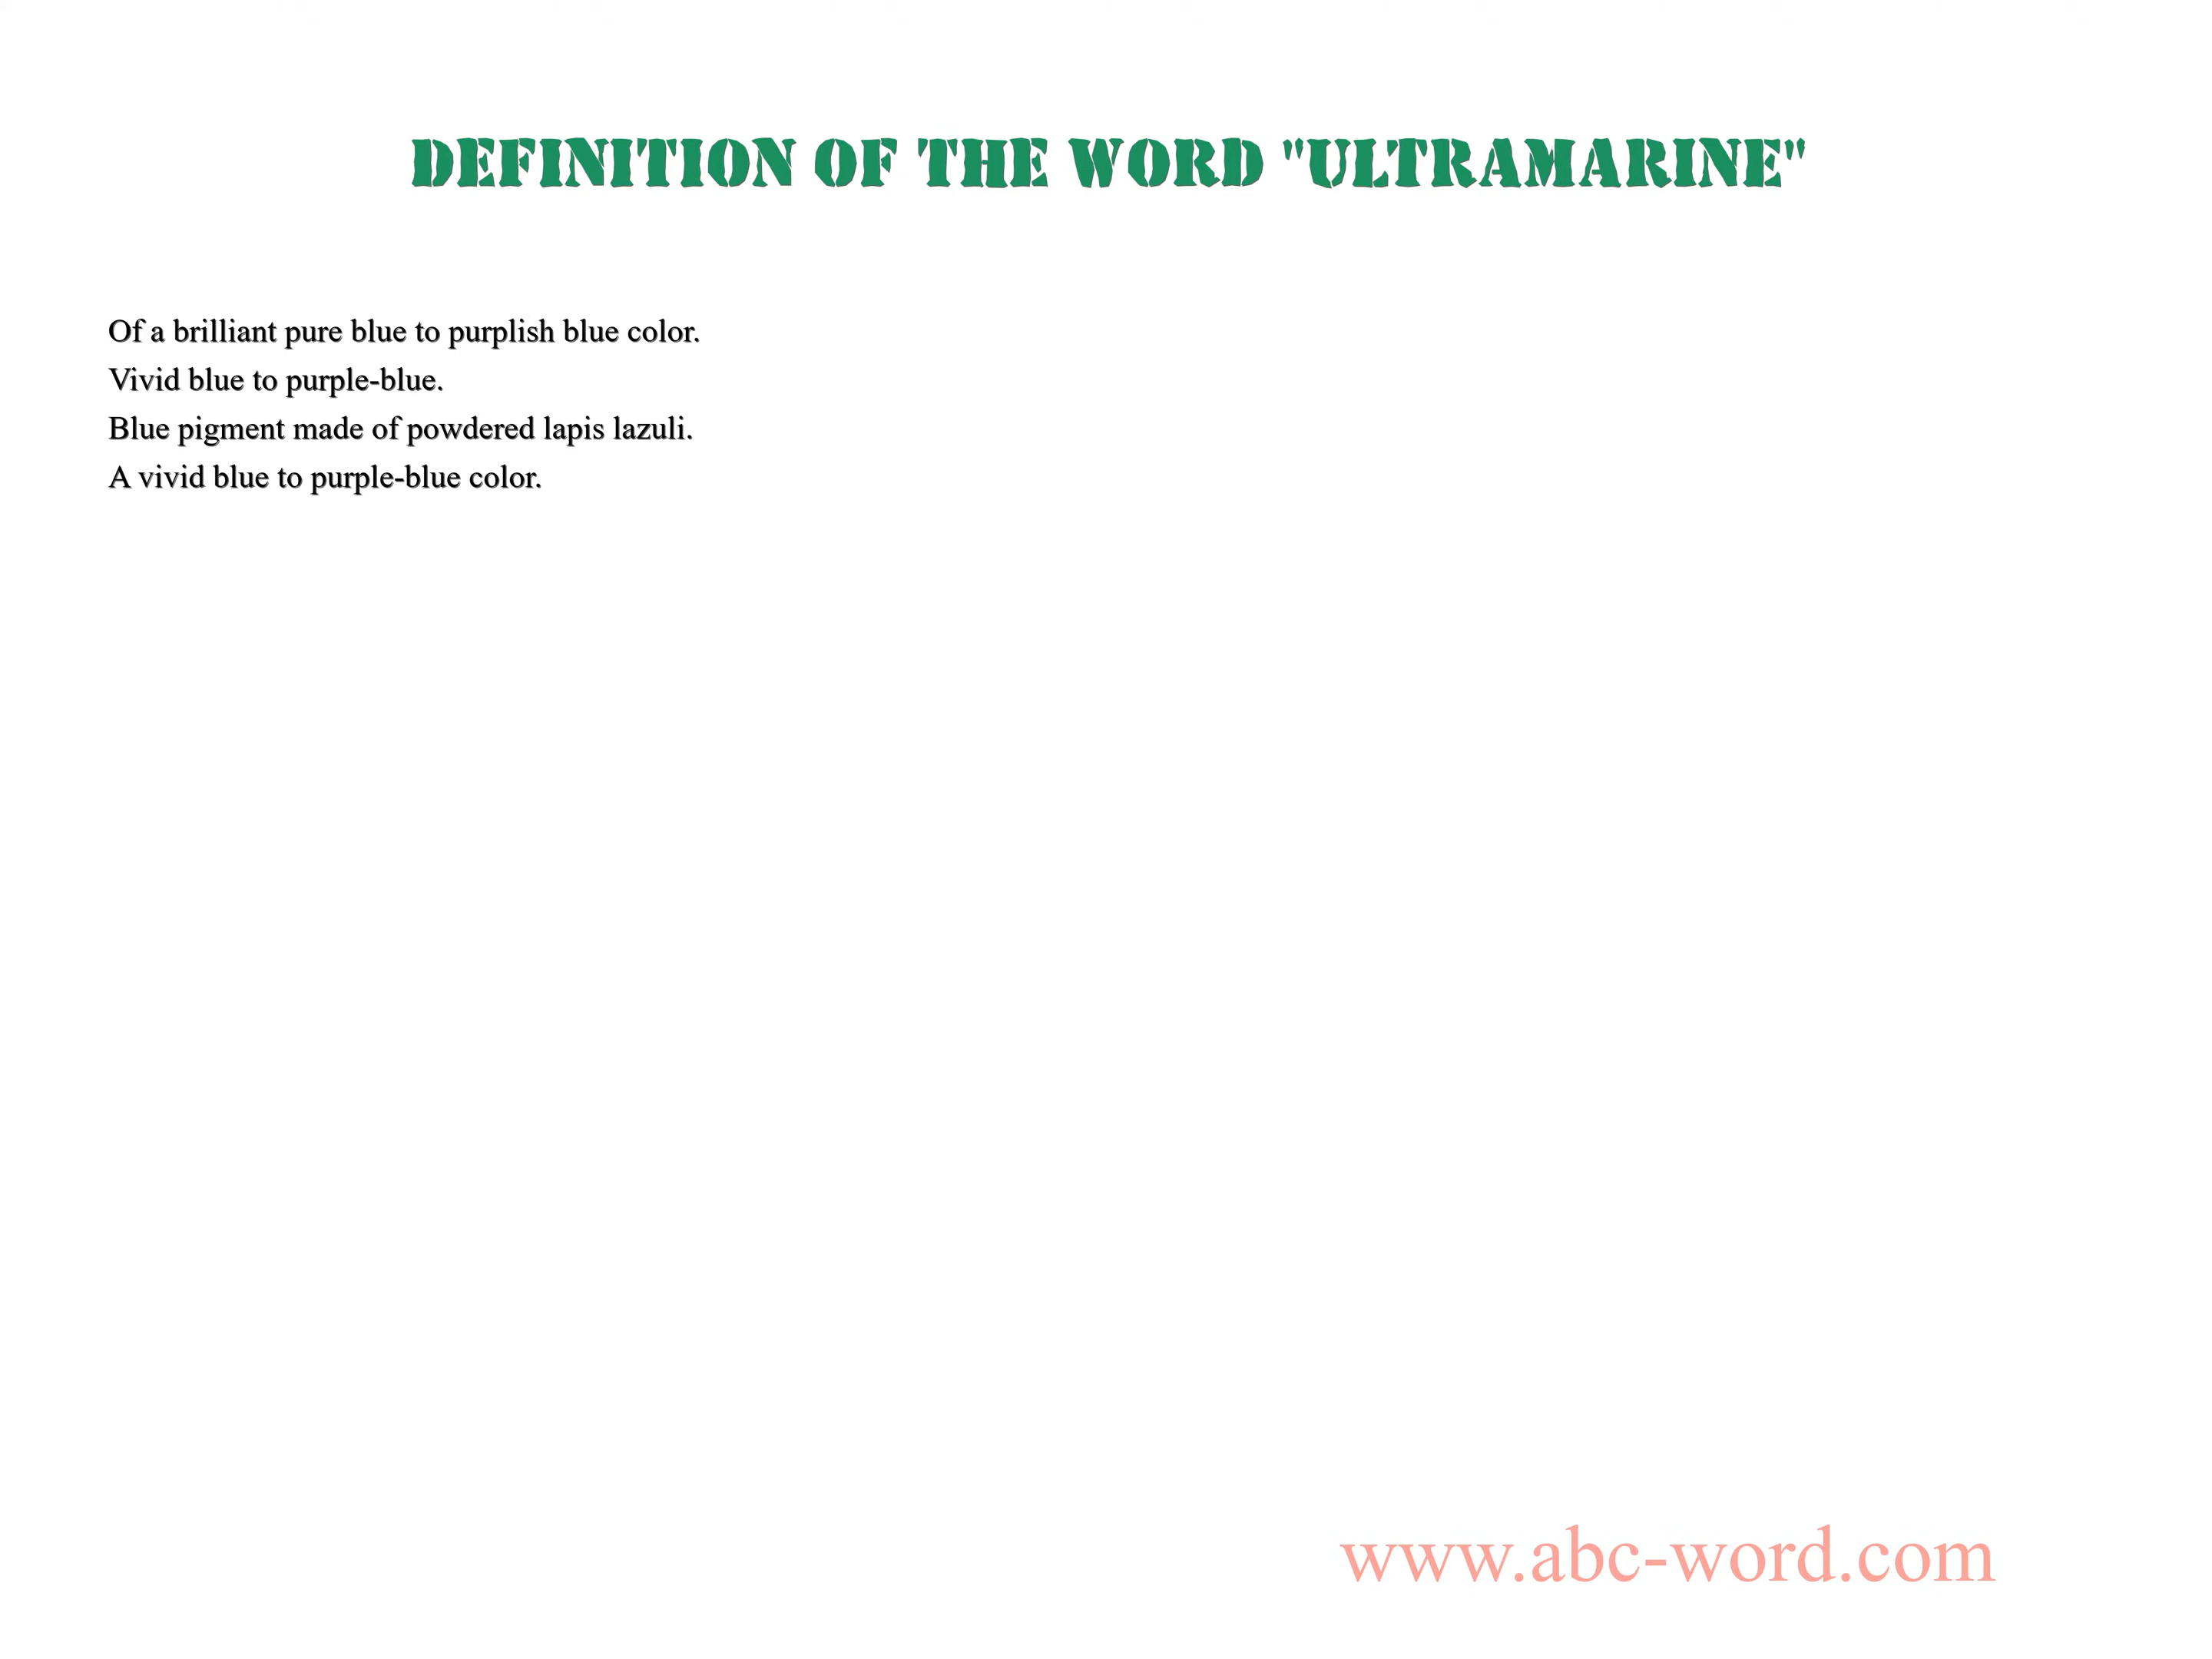 DEFINITION OF THE WORD "ULTRAMARINE"
Of a brilliant pure blue to purplish blue color.
Vivid blue to purple-blue.
Blue pigment made of powdered lapis lazuli.
A vivid blue to purple-blue color.
www.abc-word.com